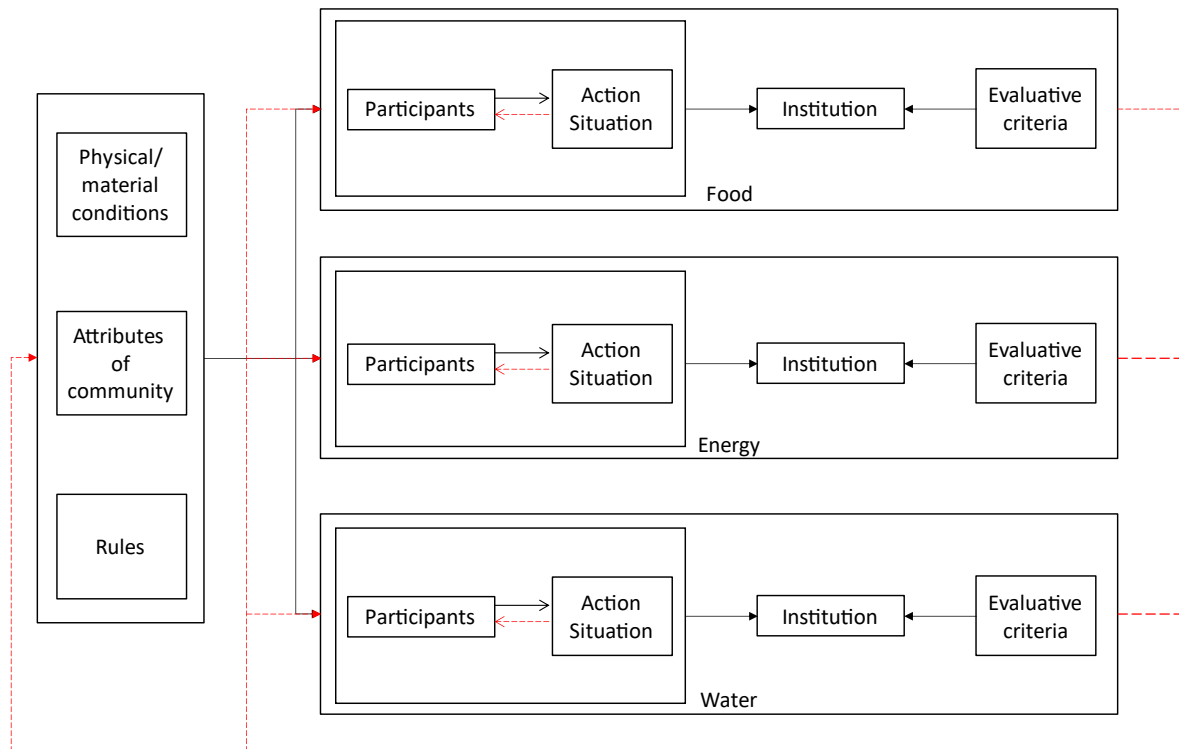 Physical/
material
conditions
Attributes
of
community
Rules
Participants
Action
Situation
Institution
Evaluative
criteria
Food
Participants
Action
Situation
Institution
Evaluative
criteria
Energy
Participants
Action
Situation
Institution
Evaluative
criteria
Water